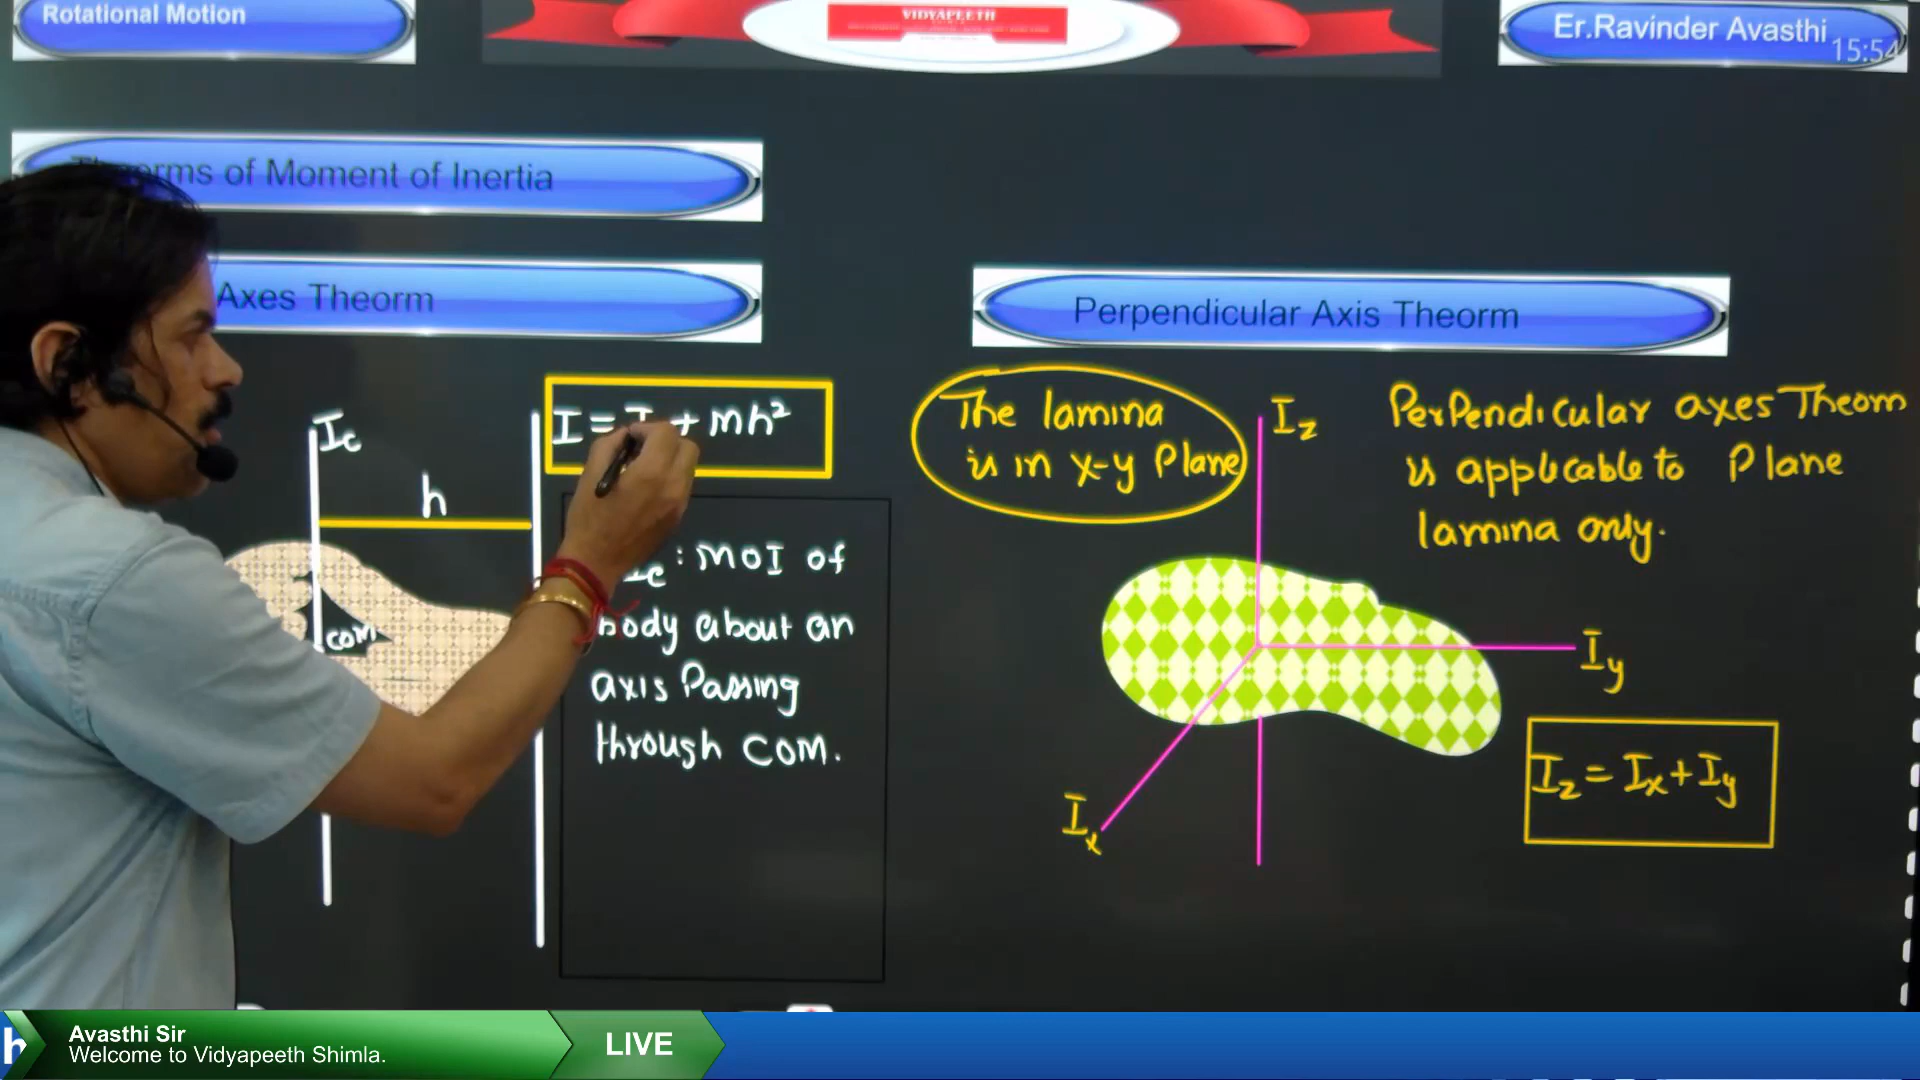 Rotational Motion
VIDYAPEETH
Er.Ravinder Avasthi
15:54
of Moment of Inertia
Axes Theorm
Perpendicular Axis Theorm
Ic
h
com
I = + mh²
Ic : MOI of
body about an
axis Passing
through COM.
The lamina
is in x-y Plane
Iz
Perpendicular axes Theorm
is applicable to Plane
lamina only.
Iy
Ix
Iz = Ix + Iy
Avasthi Sir
Welcome to Vidyapeeth Shimla.
LIVE